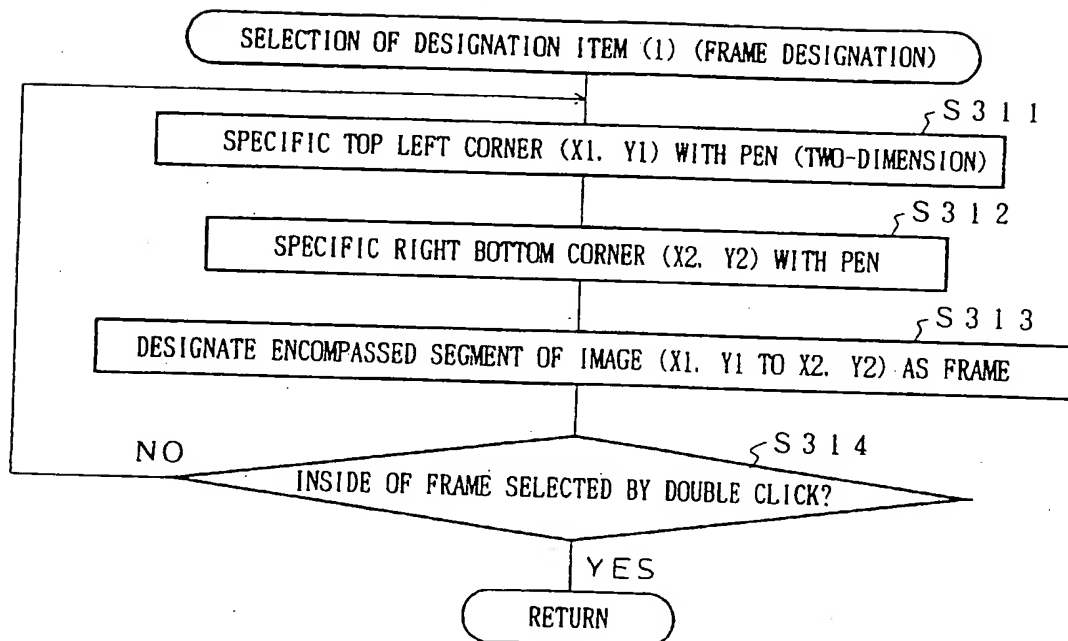 SELECTION OF DESIGNATION ITEM (1) (FRAME DESIGNATION)
S311
SPECIFIC TOP LEFT CORNER (X1. Y1) WITH PEN (TWO-DIMENSION)
S312
SPECIFIC RIGHT BOTTOM CORNER (X2. Y2) WITH PEN
S313
DESIGNATE ENCOMPASSED SEGMENT OF IMAGE (X1. Y1 TO X2. Y2) AS FRAME
S314
NO
INSIDE OF FRAME SELECTED BY DOUBLE CLICK?
YES
RETURN